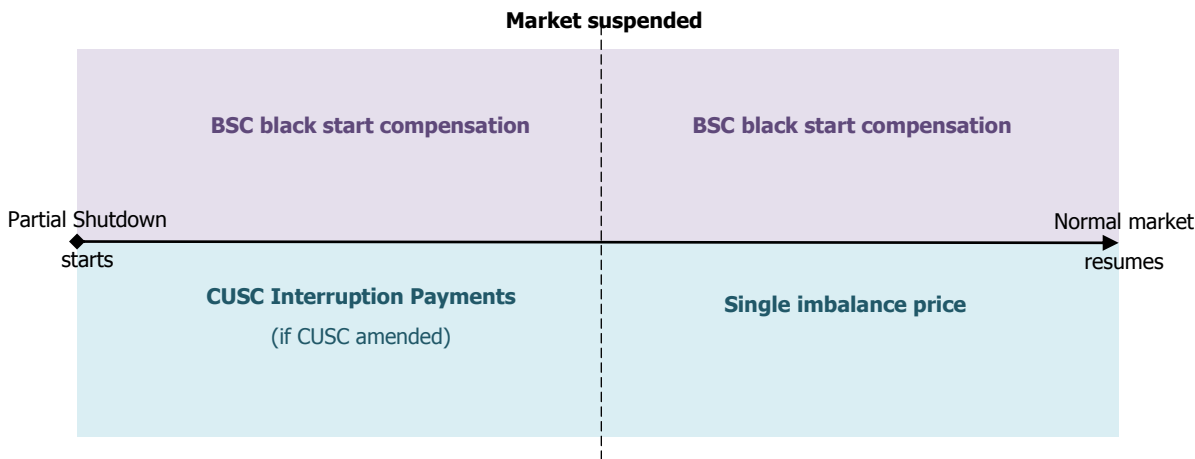 Market suspended
BSC black start compensation
BSC black start compensation
Partial Shutdown
starts
Normal market
resumes
CUSC Interruption Payments
(if CUSC amended)
Single imbalance price